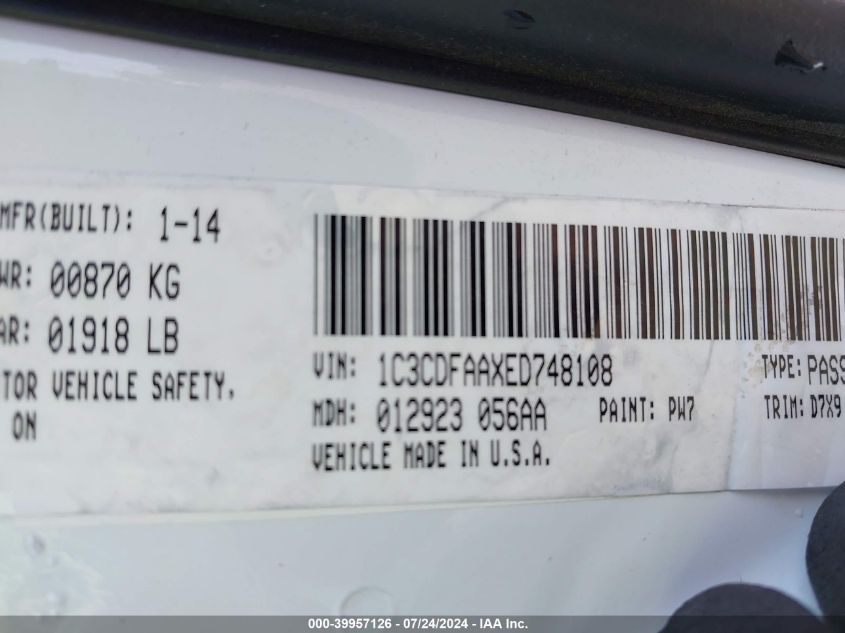 MFR(BUILT): 1-14
WR: 00870 KG
AR: 01918 LB
TOR VEHICLE SAFETY,
ON
VIN: 1C3CDFAAXED748108
TYPE: PASS
MDH: 012923 056AA
PAINT: PW7
TRIM: D7X9
VEHICLE MADE IN U.S.A.
000-39957126 - 07/24/2024 - IAA Inc.